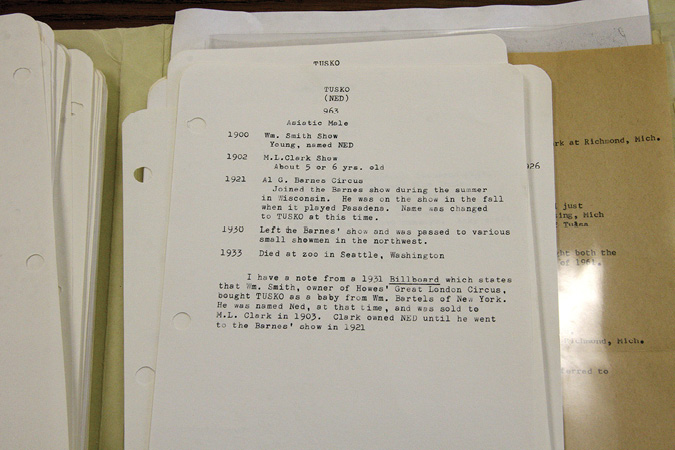 TUSKO
TUSKO
(NED)
963
Asiatic Male
1900 Wm. Smith Show
Young, named NED
1902 M.L.Clark Show
About 5 or 6 yrs. old
1921 Al G. Barnes Circus
Joined the Barnes show during the summer
in Wisconsin. He was on the show in the fall
when it played Pasadena. Name was changed
to TUSKO at this time.
1930 Left the Barnes' show and was passed to various
small showmen in the northwest.
1933 Died at zoo in Seattle, Washington
I have a note from a 1931 Billboard which states
that Wm. Smith, owner of Howes' Great London Circus,
bought TUSKO as a baby from Wm. Bartels of New York.
He was named Ned, at that time, and was sold to
M.L. Clark in 1903. Clark owned NED until he went
to the Barnes' show in 1921
926
rk at Richmond, Mich.
just
ing, Mich
ht both the
of 1961.
mond, Mich.
rred to